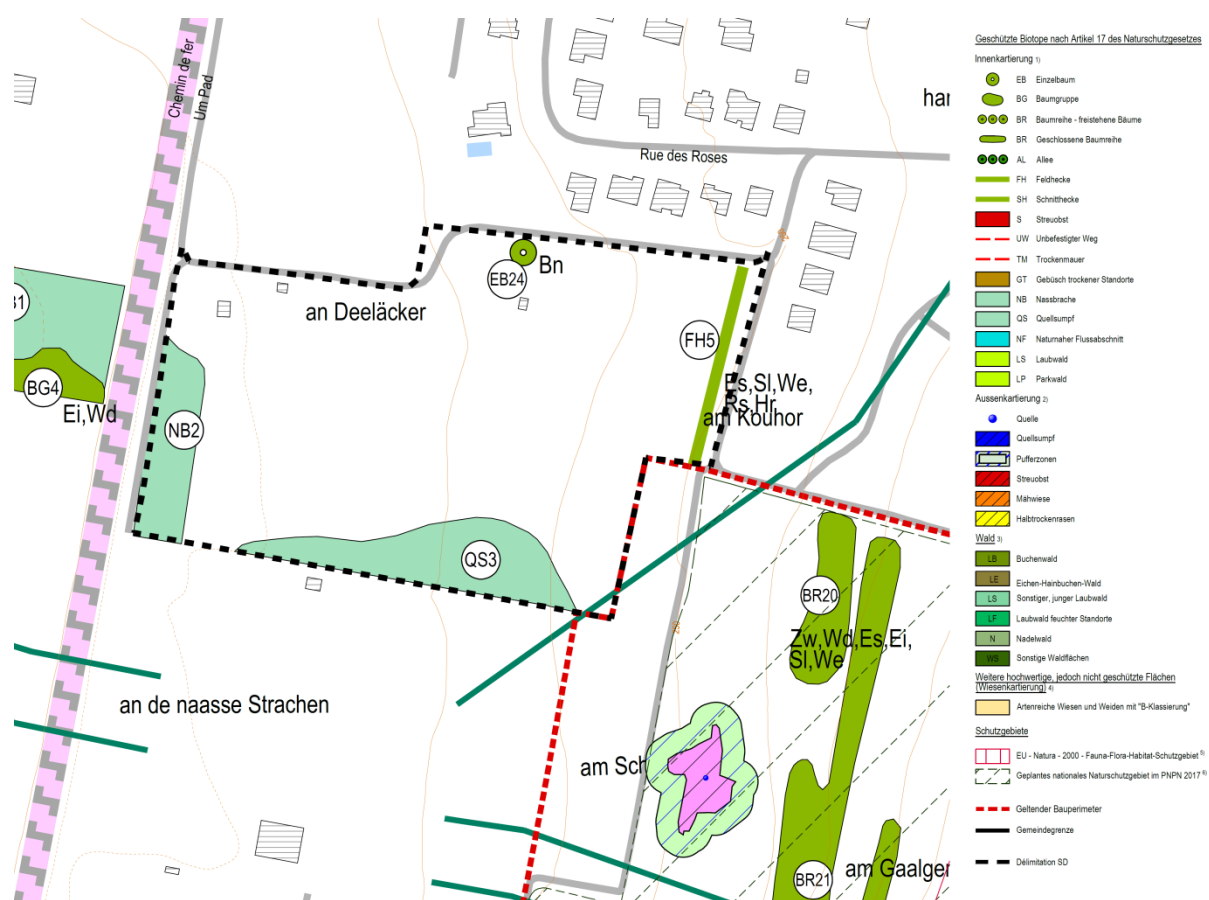 Chemin de fer
Um Pad
Rue des Roses
an Deeläcker
EB24
Bn
FH5
Es,Sl,We,
Rs,Hr,
am Kouhor
BG4
Ei,Wd
NB2
QS3
BR20
Zw,Wd,Es,Ei,
Sl,We
an de naasse Strachen
am Sch
BR21
am Gaalger
Geschützte Biotope nach Artikel 17 des Naturschutzgesetzes
Innenkartierung 1)
EB Einzelbaum
BG Baumgruppe
BR Baumreihe - freistehene Bäume
BR Geschlossene Baumreihe
AL Allee
FH Feldhecke
SH Schnitthecke
S Streuobst
UW Unbefestigter Weg
TM Trockenmauer
GT Gebüsch trockener Standorte
NB Nassbrache
QS Quellsumpf
NF Naturnaher Flussabschnitt
LS Laubwald
LP Parkwald
Aussenkartierung 2)
Quelle
Quellsumpf
Pufferzonen
Streuobst
Mähwiese
Halbtrockenrasen
Wald 3)
LB Buchenwald
LE Eichen-Hainbuchen-Wald
LS Sonstiger, junger Laubwald
LF Laubwald feuchter Standorte
N Nadelwald
WS Sonstige Waldflächen
Weitere hochwertige, jedoch nicht geschützte Flächen
(Wiesenkartierung) 4)
Artenreiche Wiesen und Weiden mit "B-Klassierung"
Schutzgebiete
EU - Natura - 2000 - Fauna-Flora-Habitat-Schutzgebiet 5)
Geplantes nationales Naturschutzgebiet im PNPN 2017 6)
Geltender Bauperimeter
Gemeindegrenze
Délimitation SD